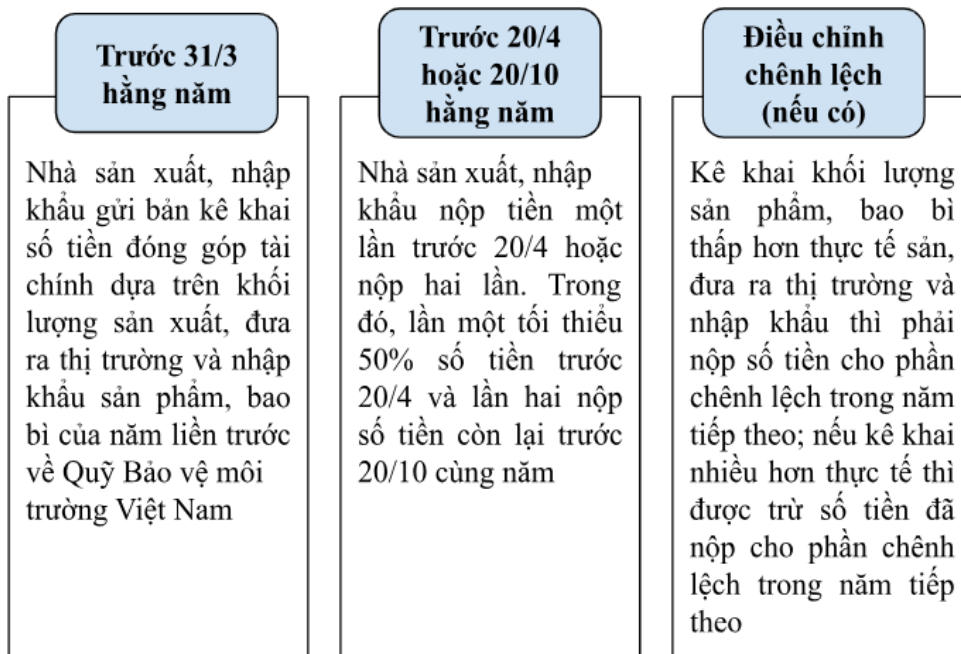 Trước 31/3
hằng năm
Nhà sản xuất, nhập
khẩu gửi bản kê khai
số tiền đóng góp tài
chính dựa trên khối
lượng sản xuất, đưa
ra thị trường và nhập
khẩu sản phẩm, bao
bì của năm liền trước
về Quỹ Bảo vệ môi
trường Việt Nam
Trước 20/4
hoặc 20/10
hằng năm
Nhà sản xuất, nhập
khẩu nộp tiền một
lần trước 20/4 hoặc
nộp hai lần. Trong
đó, lần một tối thiểu
50% số tiền trước
20/4 và lần hai nộp
số tiền còn lại trước
20/10 cùng năm
Điều chỉnh
chênh lệch
(nếu có)
Kê khai khối lượng
sản phẩm, bao bì
thấp hơn thực tế sản,
đưa ra thị trường và
nhập khẩu thì phải
nộp số tiền cho phần
chênh lệch trong năm
tiếp theo; nếu kê khai
nhiều hơn thực tế thì
được trừ số tiền đã
nộp cho phần chênh
lệch trong năm tiếp
theo